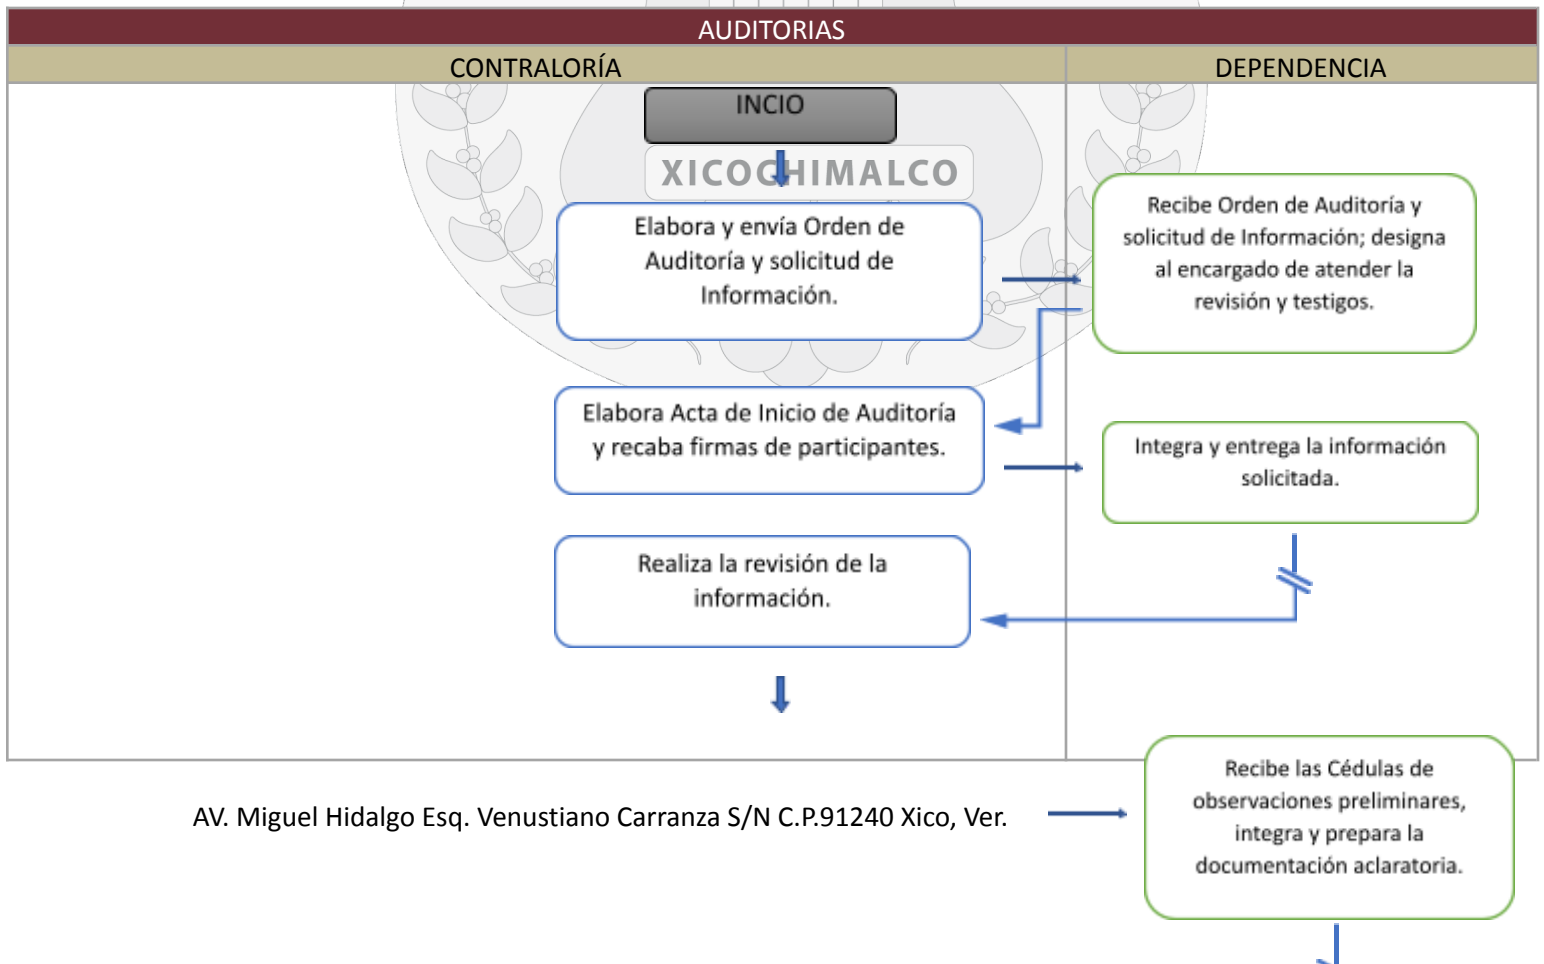 AUDITORIAS
CONTRALORÍA
DEPENDENCIA
INCIO
XICOCHIMALCO
Elabora y envía Orden de
Auditoría y solicitud de
Información.
Recibe Orden de Auditoría y
solicitud de Información; designa
al encargado de atender la
revisión y testigos.
Elabora Acta de Inicio de Auditoría
y recaba firmas de participantes.
Integra y entrega la información
solicitada.
Realiza la revisión de la
información.
Recibe las Cédulas de
observaciones preliminares,
integra y prepara la
documentación aclaratoria.
AV. Miguel Hidalgo Esq. Venustiano Carranza S/N C.P.91240 Xico, Ver.